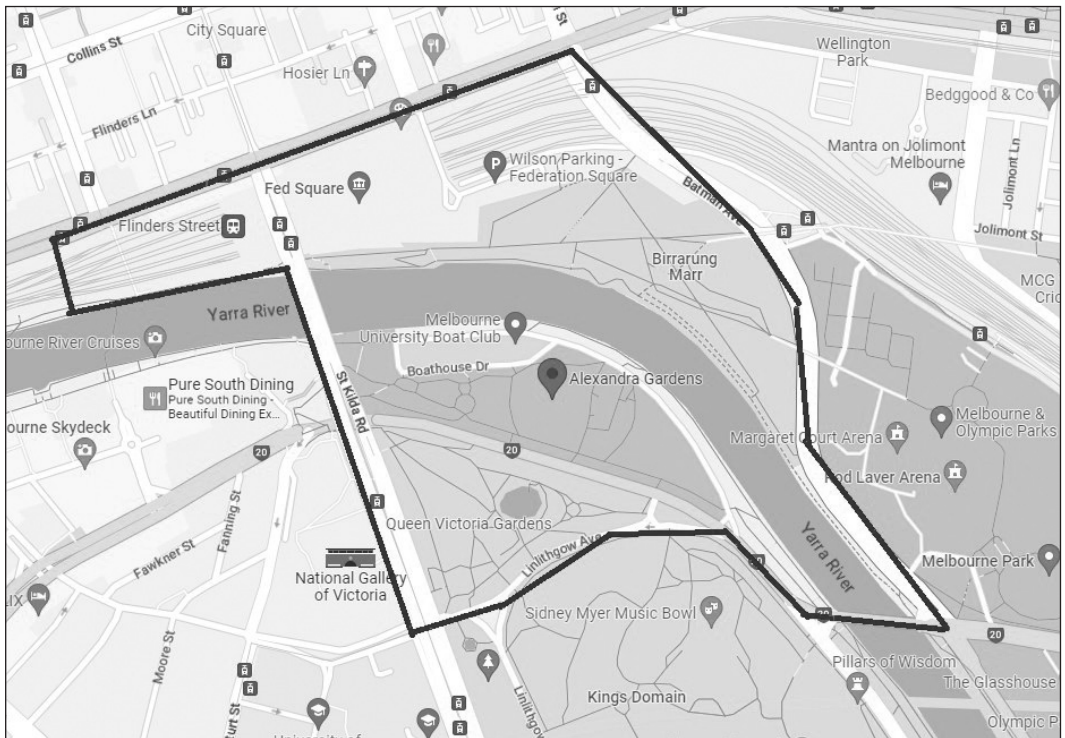 City Square
Wellington
Park
Collins St
Hosier Ln
Bedggood & Co
Flinders Ln
Mantra on Jolimont
Melbourne
Jolimont Ln
P
Wilson Parking -
Federation Square
Fed Square
Batman Ave
Flinders Street
Jolimont St
Birrarung
Marr
MCG
Yarra River
Melbourne
University Boat Club
ourne River Cruises
Boathouse Dr
Alexandra Gardens
Pure South Dining
Pure South Dining -
Beautiful Dining Ex...
St Kilda Rd
Melbourne &
Olympic Parks
ourne Skydeck
Margaret Court Arena
20
20
Rod Laver Arena
Fanning St
Queen Victoria Gardens
Linlithgow Ave
Yarra River
Fawkner St
National Gallery
of Victoria
Melbourne Park
Sidney Myer Music Bowl
20
20
Moore St
Pillars of Wisdom
The Glasshouse
Kings Domain
Olympic P